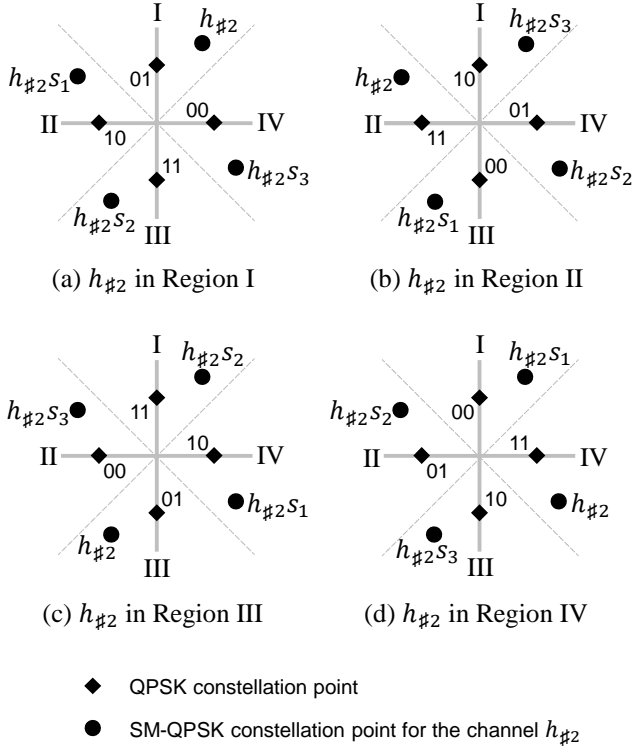 I
h♯2
h♯2s1
01
00
II
IV
10
11
h♯2s3
h♯2s2
III
(a) h♯2 in Region I
I
h♯2s3
h♯2
10
01
II
IV
11
00
h♯2s2
h♯2s1
III
(b) h♯2 in Region II
I
h♯2s2
h♯2s3
11
10
II
IV
00
01
h♯2s1
h♯2
III
(c) h♯2 in Region III
I
h♯2s1
h♯2s2
00
11
II
IV
01
10
h♯2
h♯2s3
III
(d) h♯2 in Region IV
QPSK constellation point
SM-QPSK constellation point for the channel h♯2